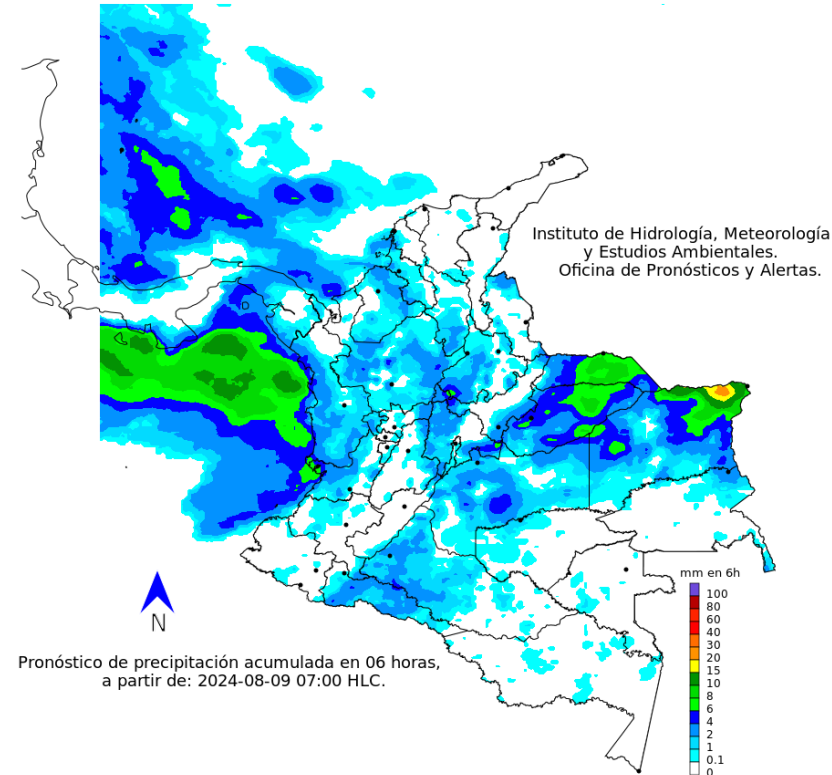 Instituto de Hidrología, Meteorología
y Estudios Ambientales.
Oficina de Pronósticos y Alertas.
mm en 6h
100
80
60
40
30
20
15
10
8
6
4
2
1
0.1
0
N
Pronóstico de precipitación acumulada en 06 horas,
a partir de: 2024-08-09 07:00 HLC.